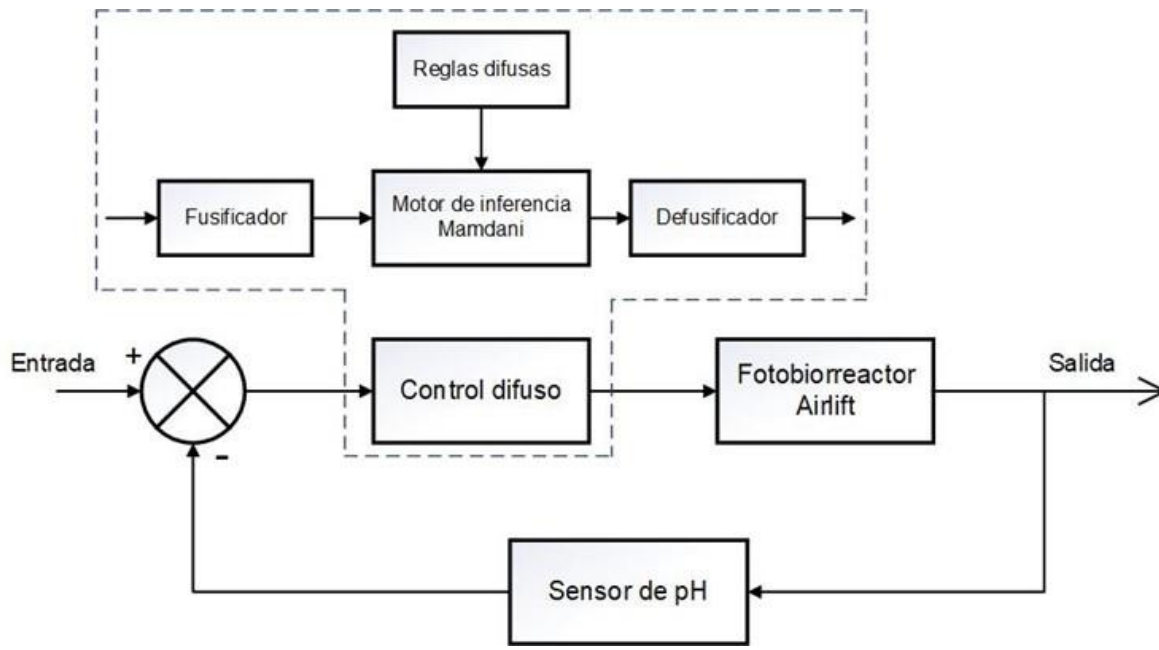 Reglas difusas
Fusificador
Motor de inferencia
Mamdani
Defusificador
Entrada
+
-
Control difuso
Fotobiorreactor
Airlift
Salida
Sensor de pH